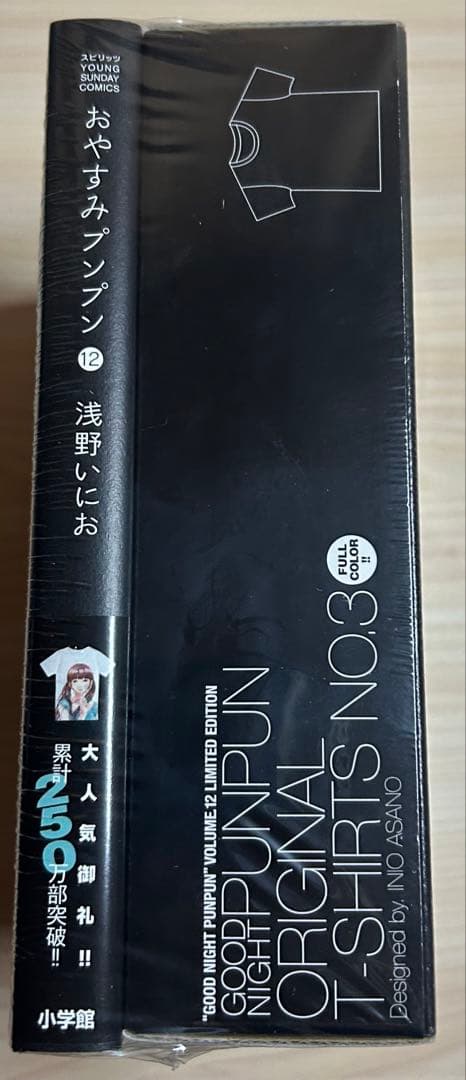 スピリッツ
YOUNG
SUNDAY
COMICS
おやすみプンプン
12
浅野いにお
大人気御礼!!
累計250万部突破!!
小学館
FULL
COLOR!!
"GOOD NIGHT PUNPUN" VOLUME.12 LIMITED EDITION
GOOD
NIGHT PUNPUN
ORIGINAL
T-SHIRTS NO.3
Designed by. INIO ASANO